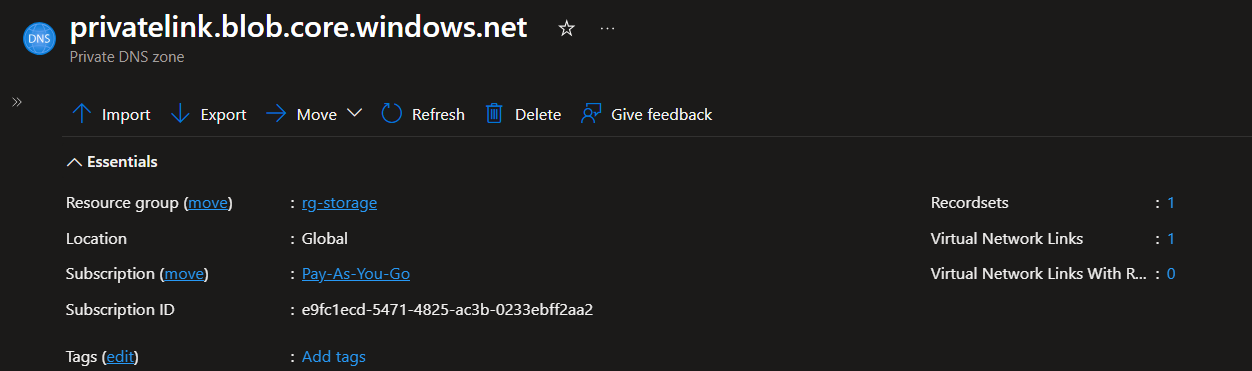 DNS
privatelink.blob.core.windows.net
Private DNS zone
Import
Export
Move
Refresh
Delete
Give feedback
Essentials
Resource group (move) : rg-storage
Location : Global
Subscription (move) : Pay-As-You-Go
Subscription ID : e9fc1ecd-5471-4825-ac3b-0233ebff2aa2
Tags (edit) : Add tags
Recordsets : 1
Virtual Network Links : 1
Virtual Network Links With R... : 0